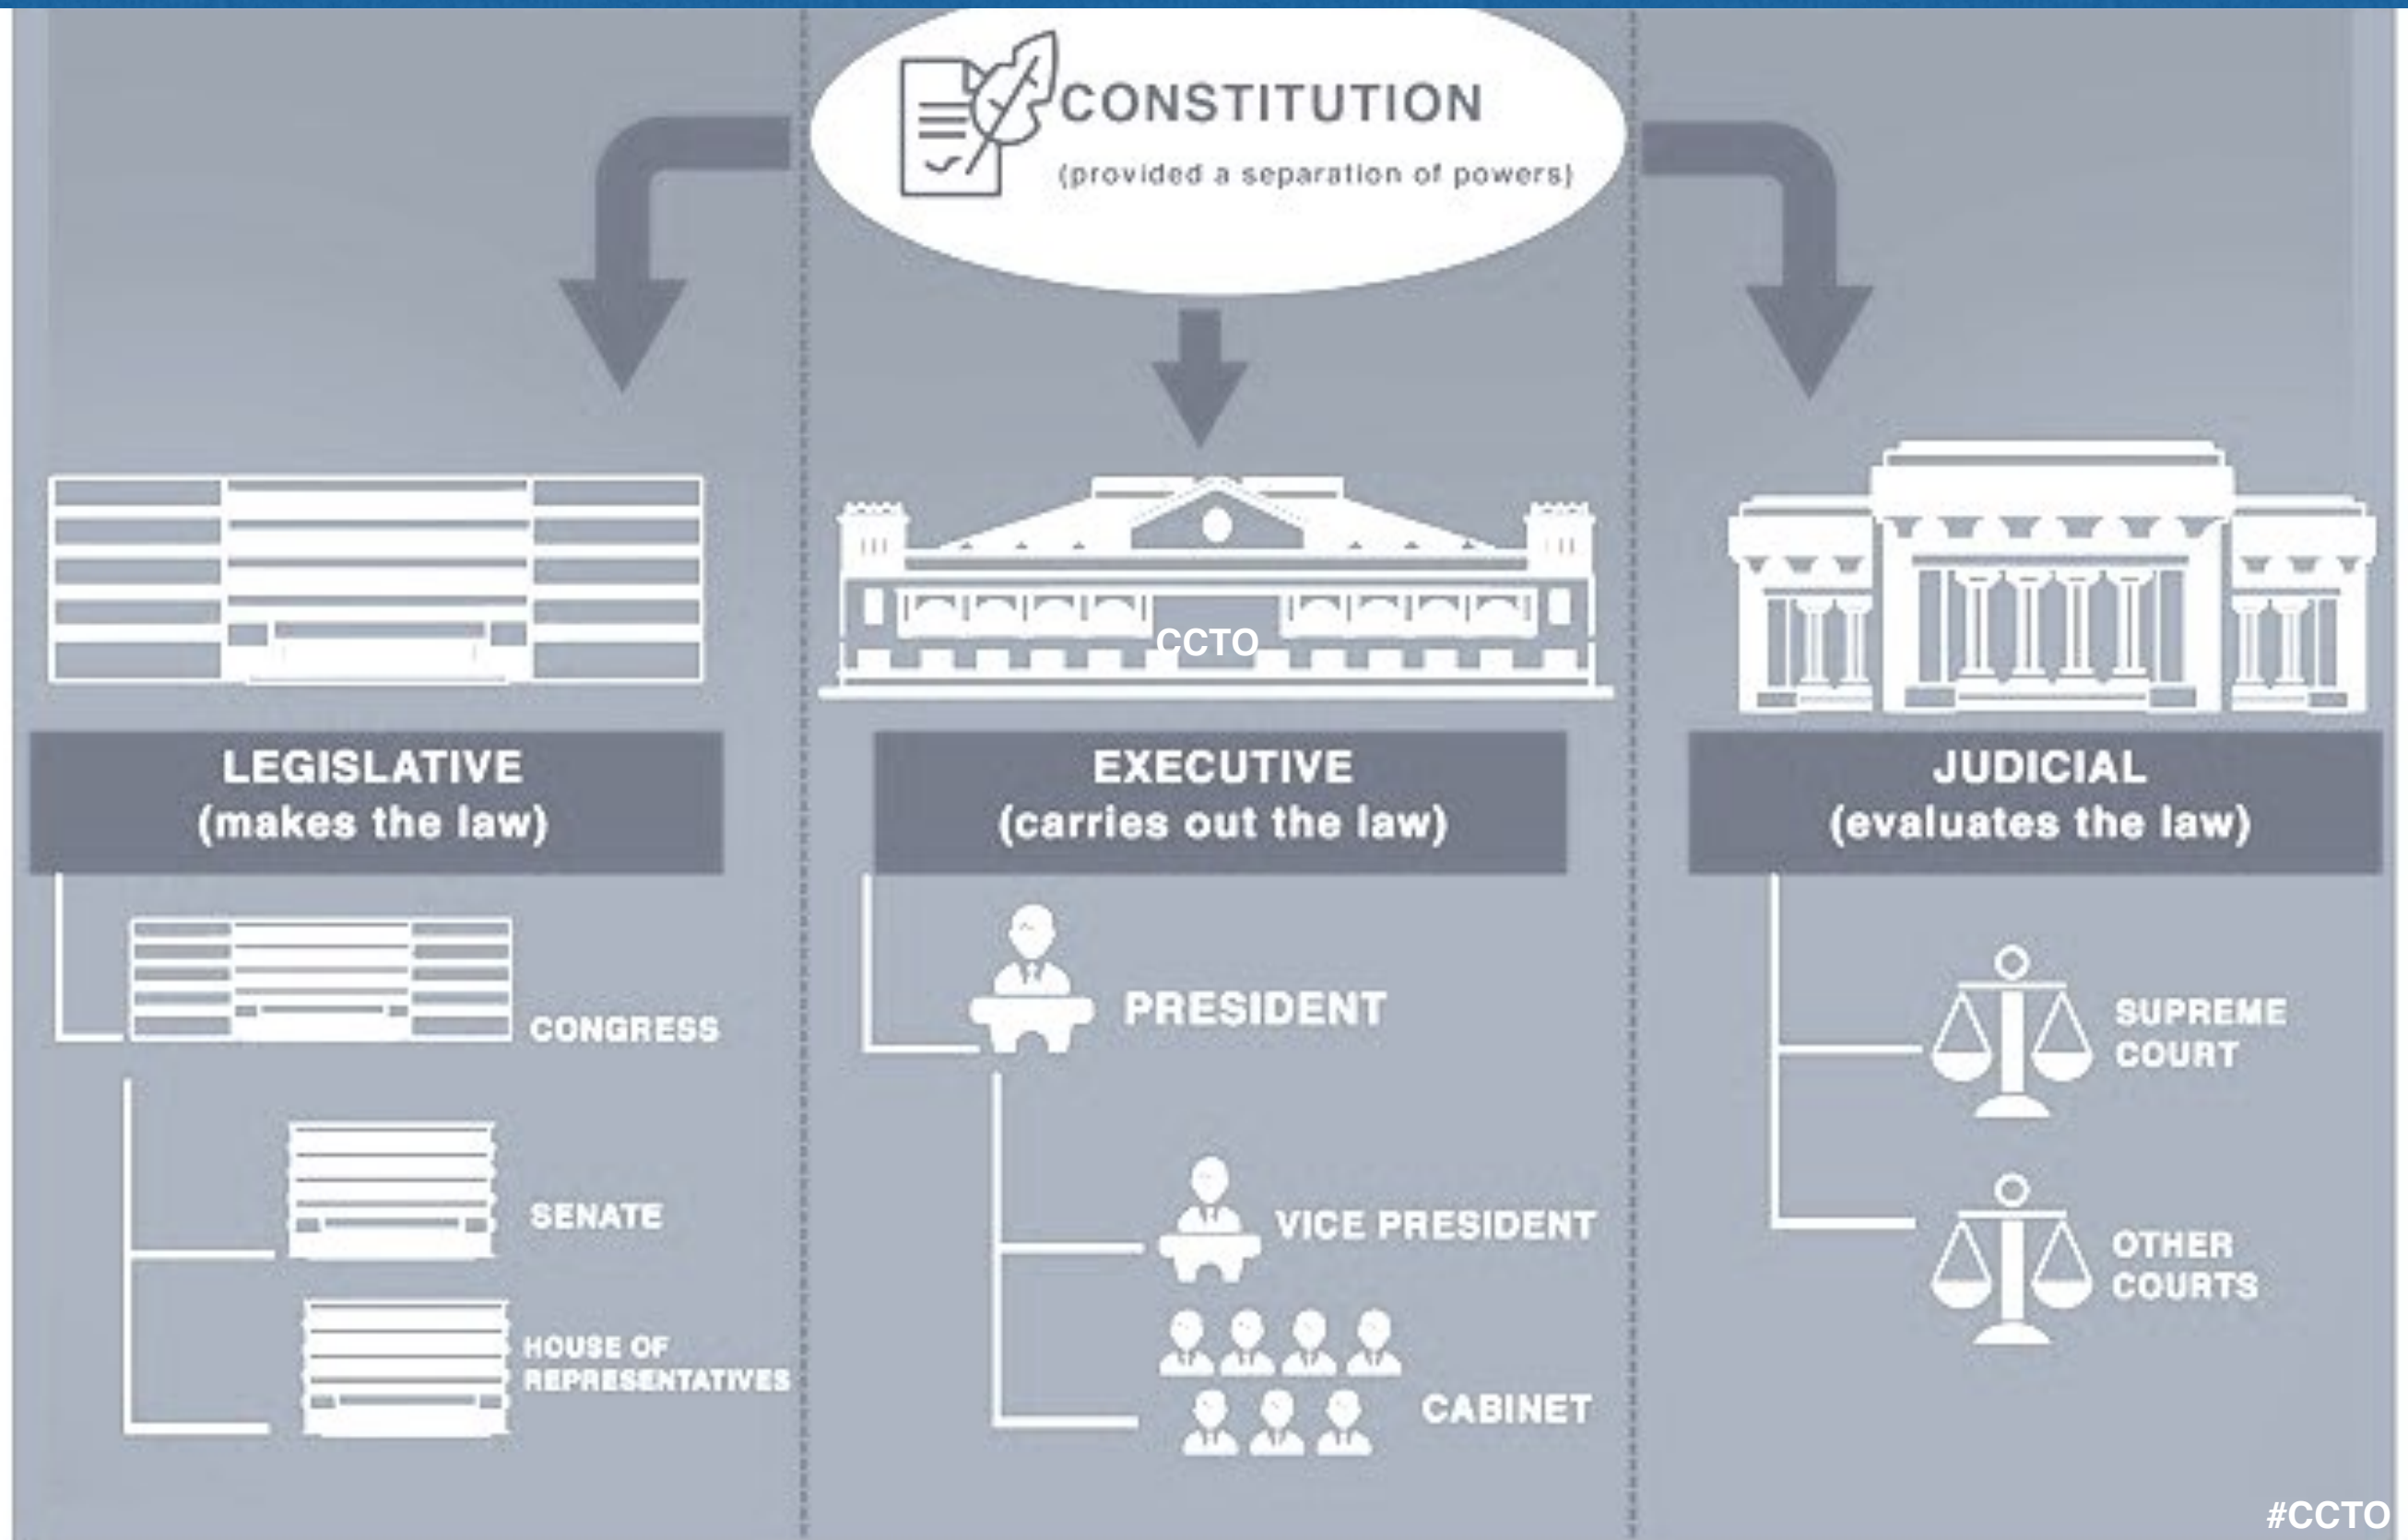 CONSTITUTION
(provided a separation of powers)
CCTO
LEGISLATIVE
(makes the law)
CONGRESS
SENATE
HOUSE OF
REPRESENTATIVES
EXECUTIVE
(carries out the law)
PRESIDENT
VICE PRESIDENT
CABINET
JUDICIAL
(evaluates the law)
SUPREME
COURT
OTHER
COURTS
#CCTO